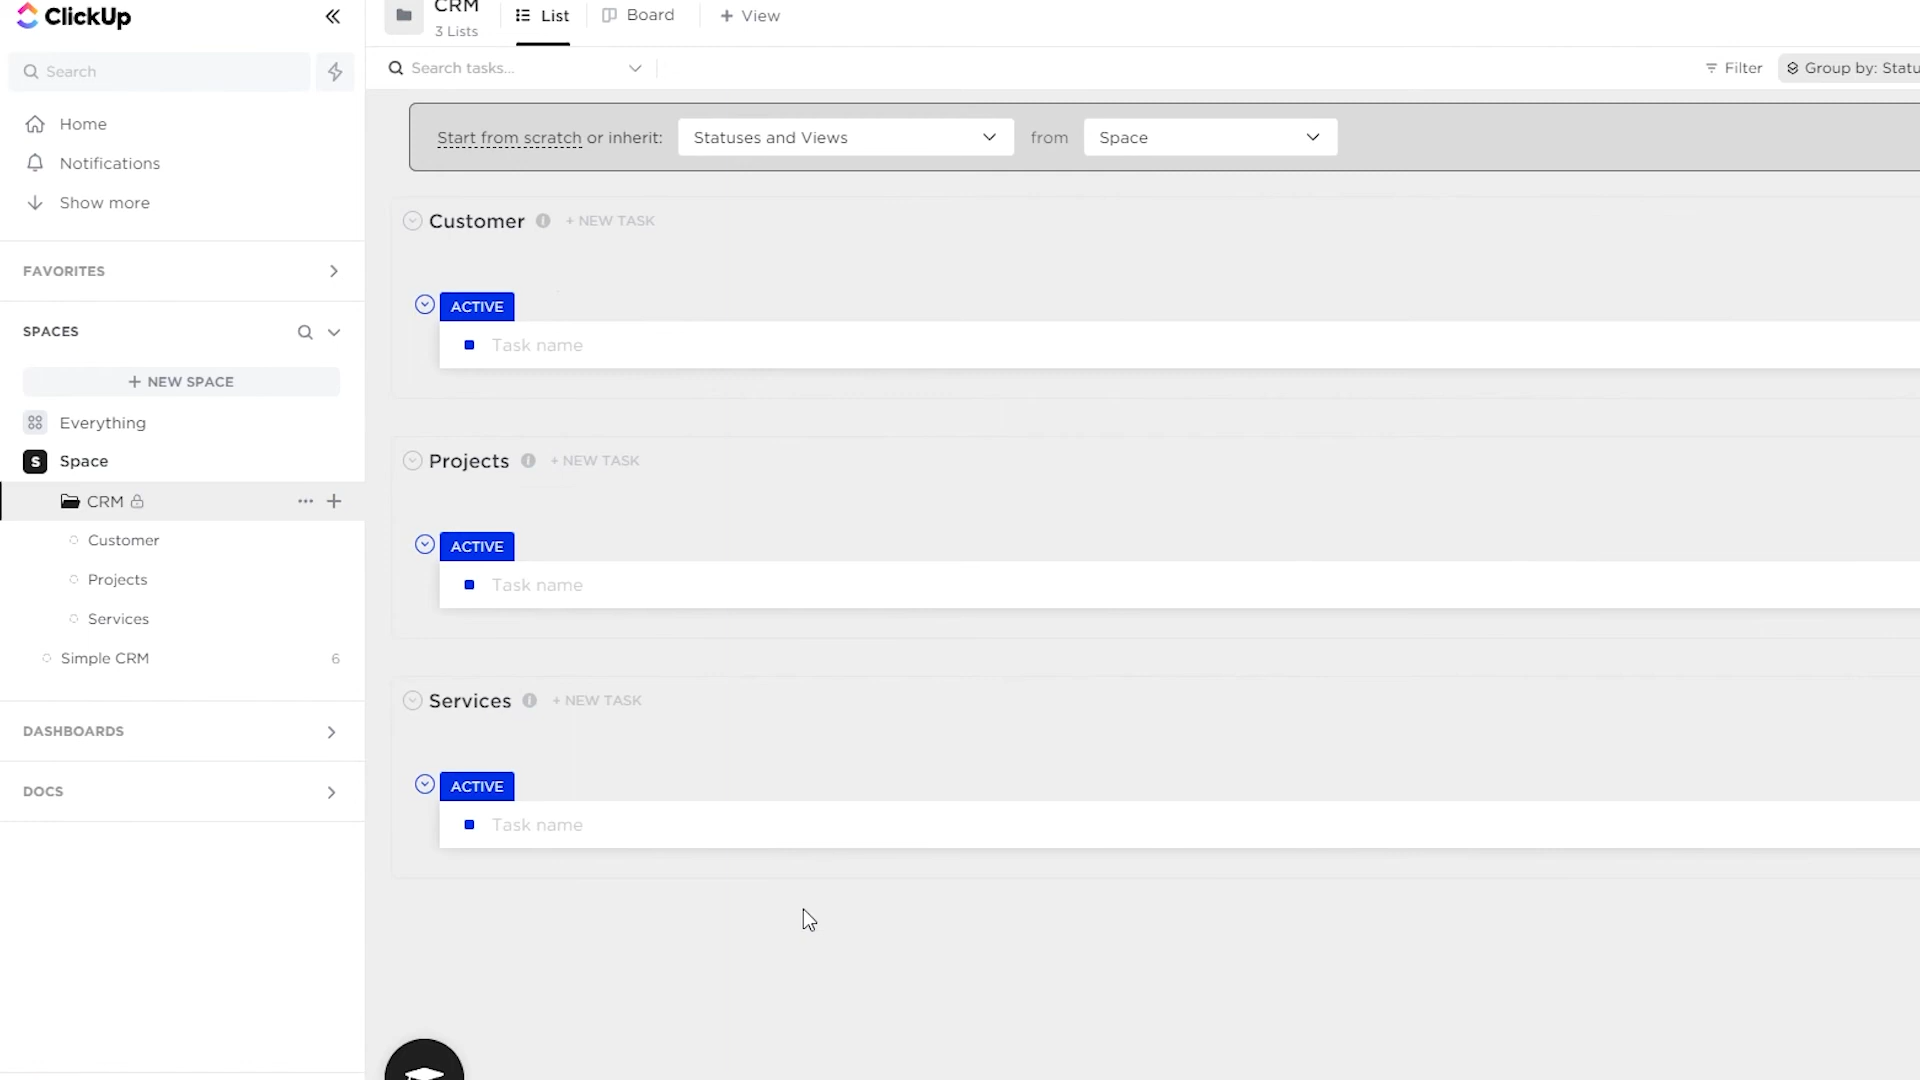 ClickUp
Search
Home
Notifications
Show more
FAVORITES
SPACES
+ NEW SPACE
Everything
S Space
CRM
Customer
Projects
Services
Simple CRM 6
DASHBOARDS
DOCS
CRM
3 Lists
List
Board
+ View
Search tasks...
Filter
Group by: Statu
Start from scratch or inherit: Statuses and Views from Space
Customer + NEW TASK
ACTIVE
Task name
Projects + NEW TASK
ACTIVE
Task name
Services + NEW TASK
ACTIVE
Task name